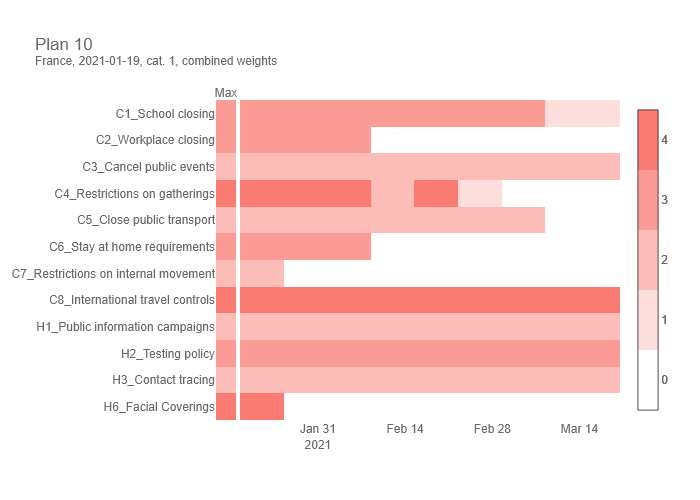 Plan 10
France, 2021-01-19, cat. 1, combined weights
Max
C1_School closing
C2_Workplace closing
C3_Cancel public events
C4_Restrictions on gatherings
C5_Close public transport
C6_Stay at home requirements
C7_Restrictions on internal movement
C8_International travel controls
H1_Public information campaigns
H2_Testing policy
H3_Contact tracing
H6_Facial Coverings
Jan 31 Feb 14 Feb 28 Mar 14
2021
4
3
2
1
0